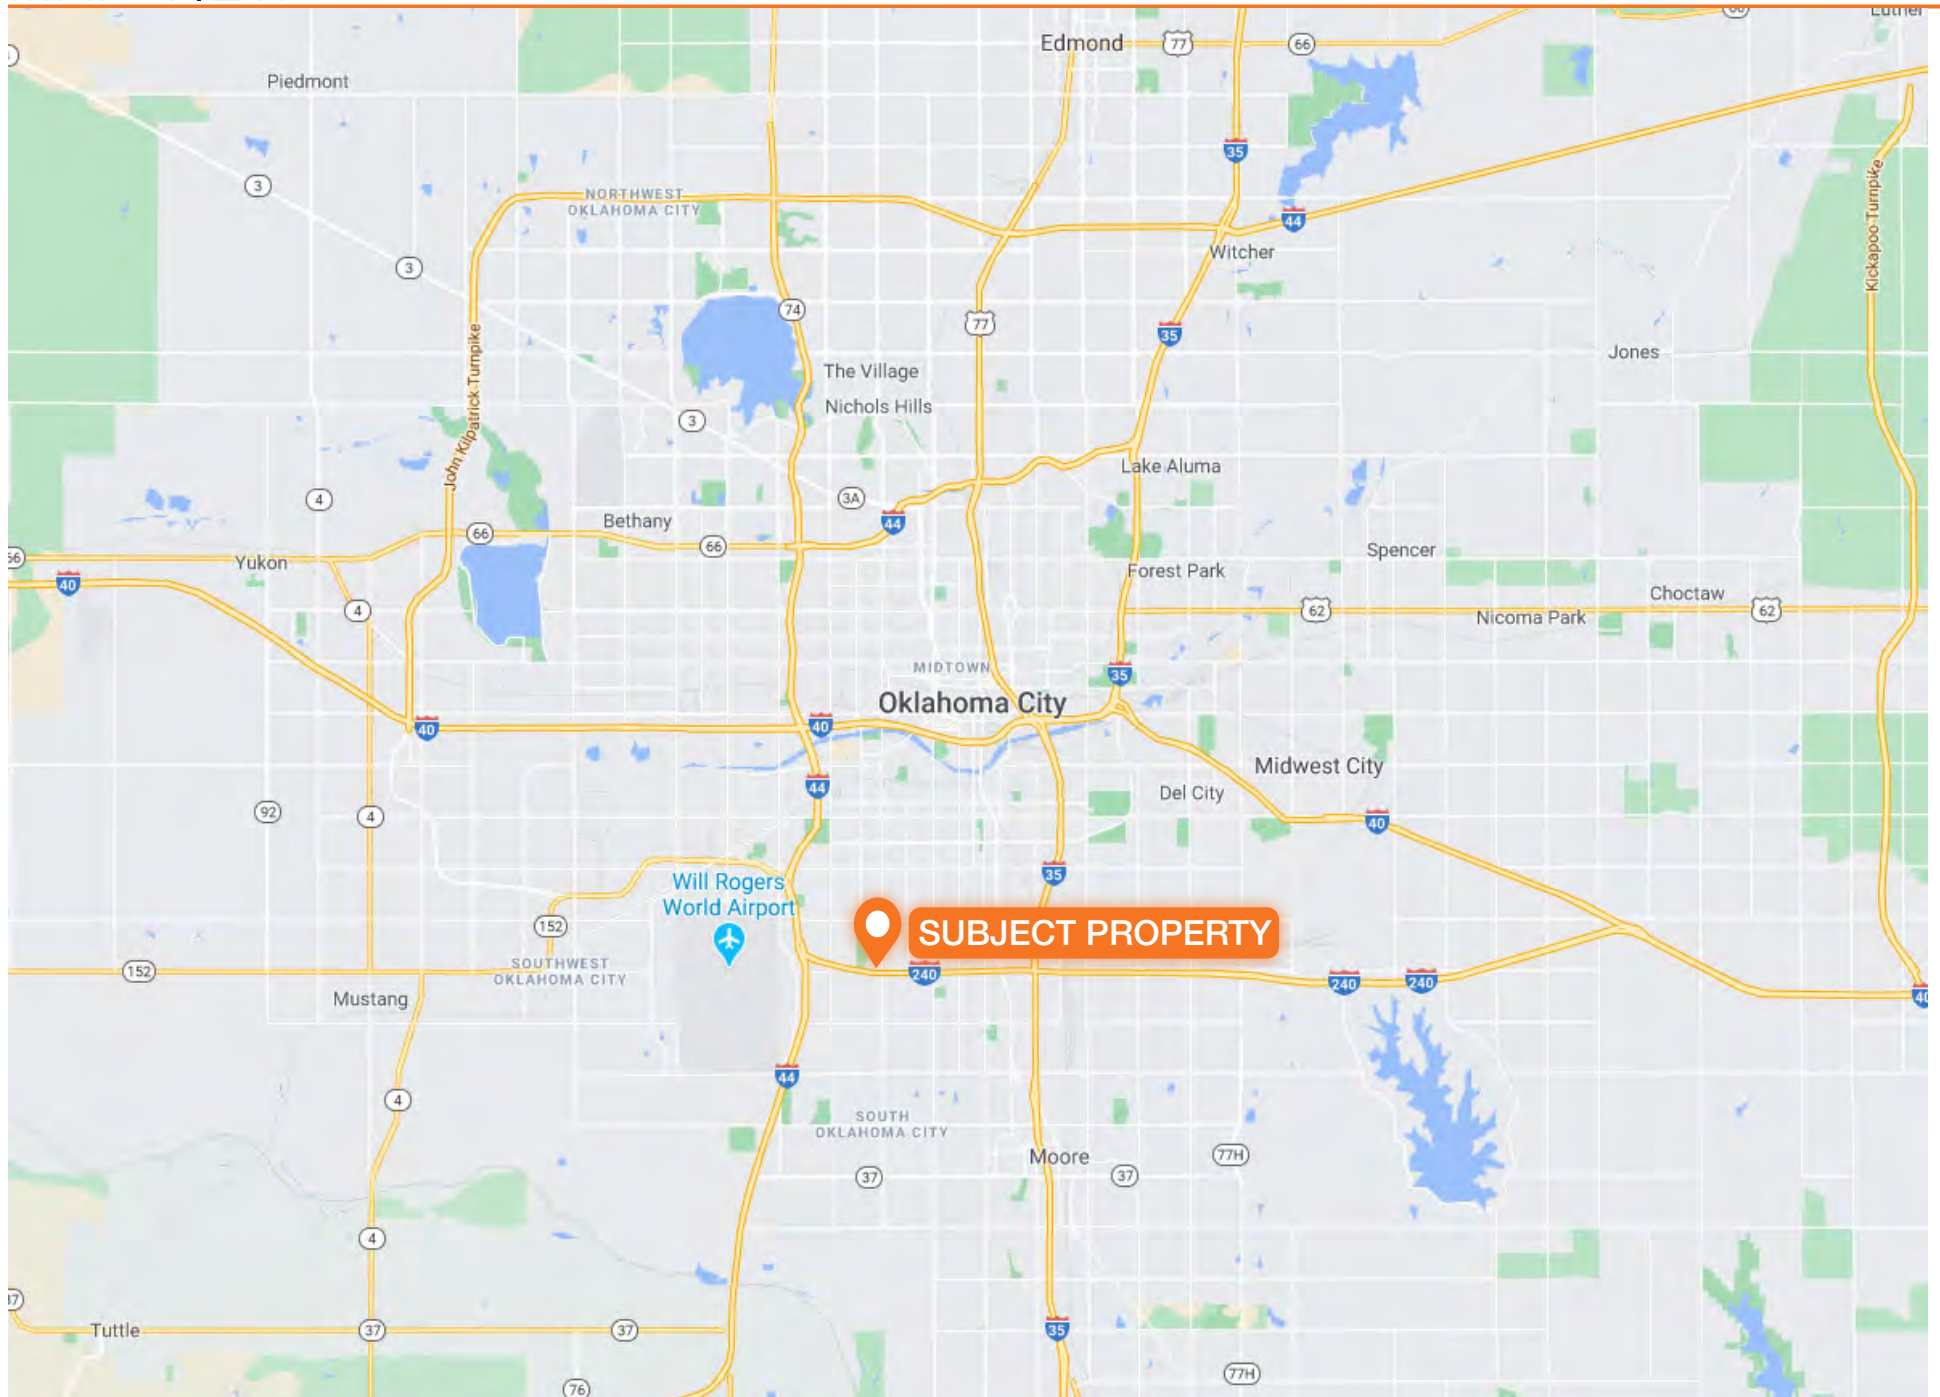 Edmond
77
66
Piedmont
35
3
NORTHWEST
OKLAHOMA CITY
44
Witcher
Kickapoo Turnpike
3
74
77
35
John Kilpatrick Turnpike
Jones
The Village
Nichols Hills
3
Lake Aluma
4
3A
44
Bethany
66
66
Yukon
40
Spencer
Forest Park
Choctaw
4
62
62
Nicoma Park
MIDTOWN
35
Oklahoma City
40
40
44
Midwest City
Del City
92
4
40
35
Will Rogers
World Airport
152
SUBJECT PROPERTY
152
SOUTHWEST
OKLAHOMA CITY
240
240
240
40
Mustang
44
4
SOUTH
OKLAHOMA CITY
Moore
77H
37
37
4
Tuttle
37
37
35
77H
76